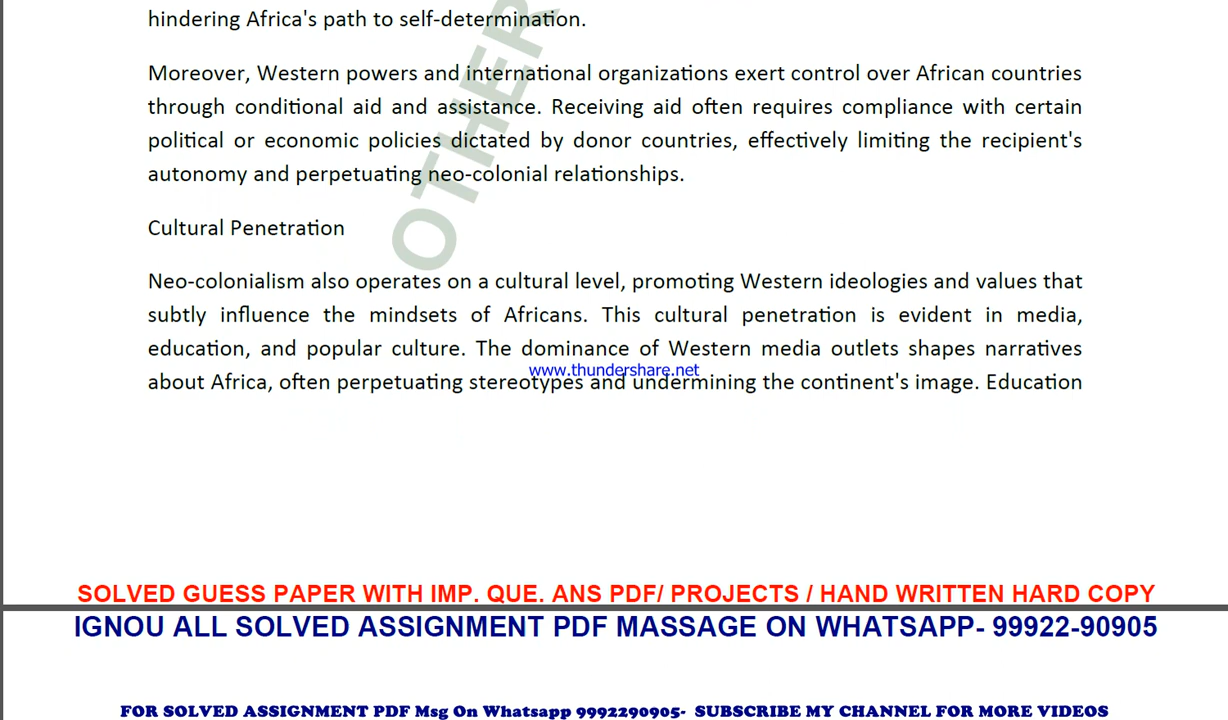 hindering Africa's path to self-determination.
Moreover, Western powers and international organizations exert control over African countries
through conditional aid and assistance. Receiving aid often requires compliance with certain
political or economic policies dictated by donor countries, effectively limiting the recipient's
autonomy and perpetuating neo-colonial relationships.
Cultural Penetration
Neo-colonialism also operates on a cultural level, promoting Western ideologies and values that
subtly influence the mindsets of Africans. This cultural penetration is evident in media,
education, and popular culture. The dominance of Western media outlets shapes narratives
www.thundershare.net
about Africa, often perpetuating stereotypes and undermining the continent's image. Education
OTHER
SOLVED GUESS PAPER WITH IMP. QUE. ANS PDF/ PROJECTS / HAND WRITTEN HARD COPY
IGNOU ALL SOLVED ASSIGNMENT PDF MASSAGE ON WHATSAPP- 99922-90905
FOR SOLVED ASSIGNMENT PDF Msg On Whatsapp 9992290905- SUBSCRIBE MY CHANNEL FOR MORE VIDEOS